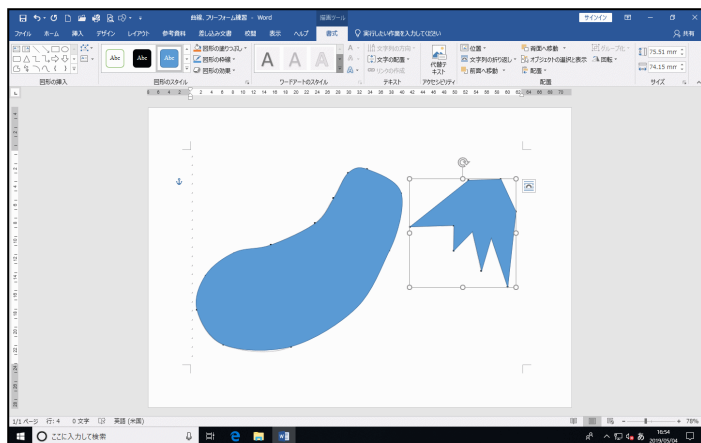 曲線、フリーフォーム練習 - Word
描画ツール
サインイン
ファイル ホーム 挿入 デザイン レイアウト 参考資料 差し込み文書 校閲 表示 ヘルプ 書式 実行したい作業を入力してください 共有
Abc Abc Abc
図形の塗りつぶし
図形の枠線
図形の効果
A A A
文字列の方向
文字の配置
リンクの作成
代替テキスト
位置
文字列の折り返し
前面へ移動
背面へ移動
オブジェクトの選択と表示
配置
グループ化
回転
75.51 mm
74.15 mm
図形の挿入 図形のスタイル ワードアートのスタイル テキスト アクセシビリティ 配置 サイズ
1/1 ページ 行: 4 0 文字 英語 (米国) 70%
ここに入力して検索
16:54
2019/05/04